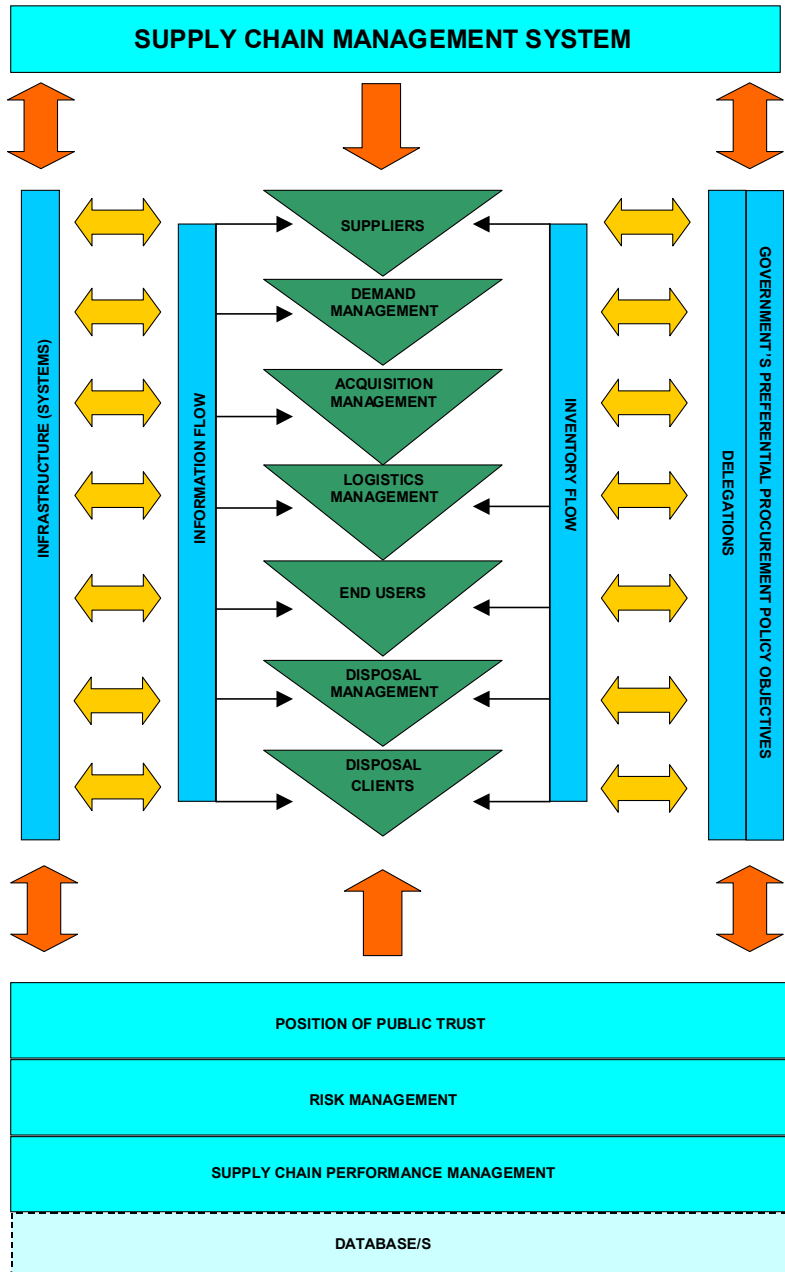 SUPPLY CHAIN MANAGEMENT SYSTEM
INFRASTRUCTURE (SYSTEMS)
INFORMATION FLOW
SUPPLIERS
DEMAND
MANAGEMENT
ACQUISITION
MANAGEMENT
LOGISTICS
MANAGEMENT
END USERS
DISPOSAL
MANAGEMENT
DISPOSAL
CLIENTS
INVENTORY FLOW
DELEGATIONS
GOVERNMENT'S PREFERENTIAL PROCUREMENT POLICY OBJECTIVES
POSITION OF PUBLIC TRUST
RISK MANAGEMENT
SUPPLY CHAIN PERFORMANCE MANAGEMENT
DATABASE/S